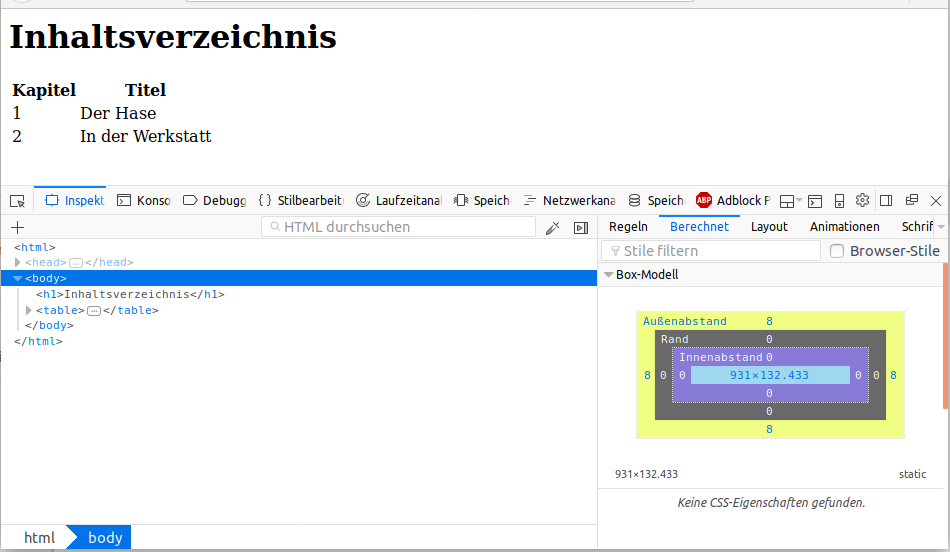 Inhaltsverzeichnis
Kapitel Titel
1 Der Hase
2 In der Werkstatt
Inspekt Konso Debugg Stilbearbeit Laufzeitanal Speich Netzwerkana Speich ABP Adblock P
HTML durchsuchen
Regeln Berechnet Layout Animationen Schrif
Stile filtern Browser-Stile
<html>
<head></head>
<body>
<h1>Inhaltsverzeichnis</h1>
<table></table>
</body>
</html>
Box-Modell
Außenabstand 8
Rand 0
Innenabstand 0
8 0 0 931×132.433 0 0 8
0
0
8
931×132.433 static
Keine CSS-Eigenschaften gefunden.
html body